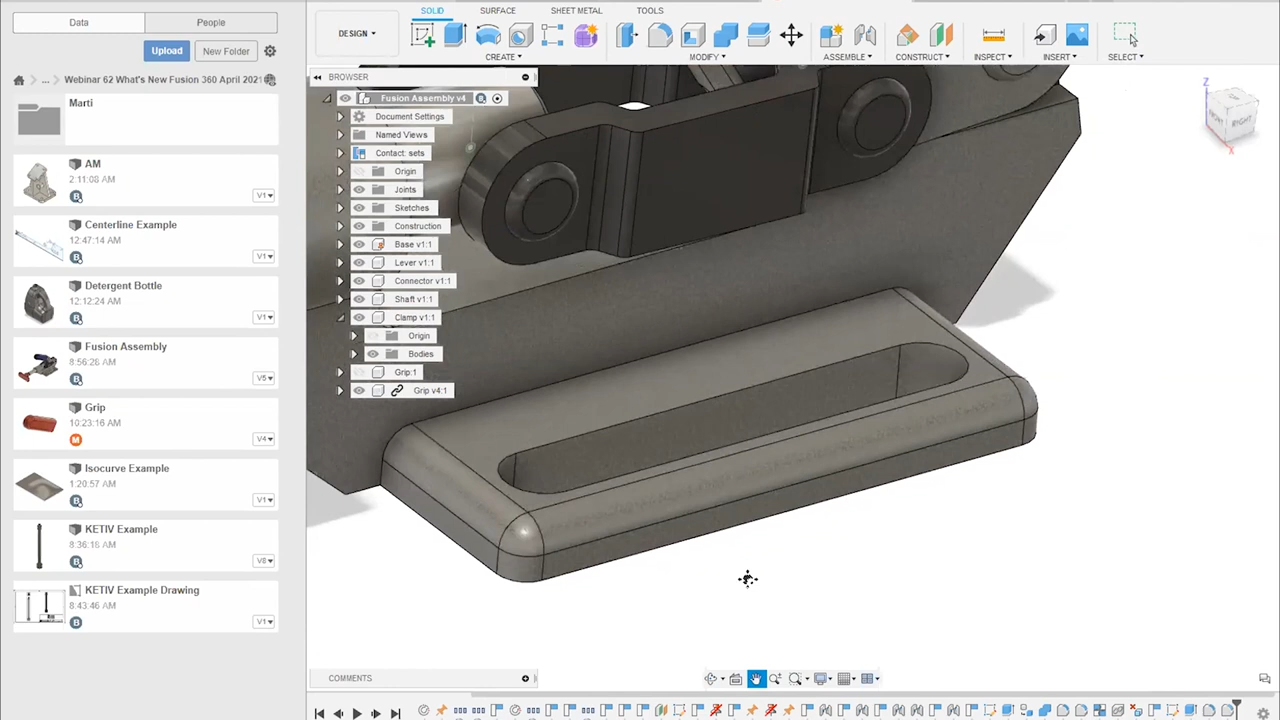 Data
People
Upload
New Folder
... Webinar 62 What's New Fusion 360 April 2021
Marti
AM
2:11:08 AM
V1
Centerline Example
12:47:14 AM
V1
Detergent Bottle
12:12:24 AM
V1
Fusion Assembly
8:56:28 AM
V5
Grip
10:23:16 AM
M
V4
Isocurve Example
1:20:57 AM
V1
KETIV Example
8:36:18 AM
V8
KETIV Example Drawing
8:43:46 AM
V1
SOLID
SURFACE
SHEET METAL
TOOLS
DESIGN
CREATE
MODIFY
ASSEMBLE
CONSTRUCT
INSPECT
INSERT
SELECT
BROWSER
Fusion Assembly v4
Document Settings
Named Views
Contact: sets
Origin
Joints
Sketches
Construction
Base v1:1
Lever v1:1
Connector v1:1
Shaft v1:1
Clamp v1:1
Origin
Bodies
Grip:1
Grip v4:1
Z
RIGHT
X
COMMENTS